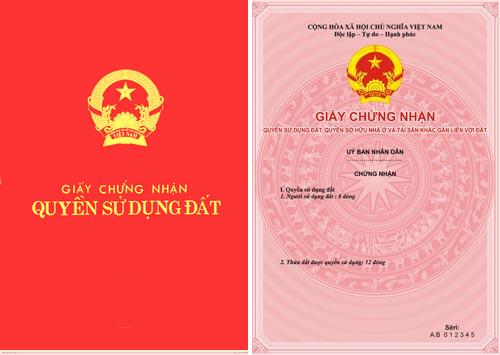 VIỆT NAM
GIẤY CHỨNG NHẬN
QUYỀN SỬ DỤNG ĐẤT
CỘNG HÒA XÃ HỘI CHỦ NGHĨA VIỆT NAM
Độc lập – Tự do – Hạnh phúc
GIẤY CHỨNG NHẬN
QUYỀN SỬ DỤNG ĐẤT, QUYỀN SỞ HỮU NHÀ Ở VÀ TÀI SẢN KHÁC GẮN LIỀN VỚI ĐẤT
UỶ BAN NHÂN DÂN
................................
CHỨNG NHẬN
I. Quyền sử dụng đất
1. Người sử dụng đất : 8 dòng
2. Thửa đất được quyền sử dụng: 12 dòng
Sêri:
AB 012345